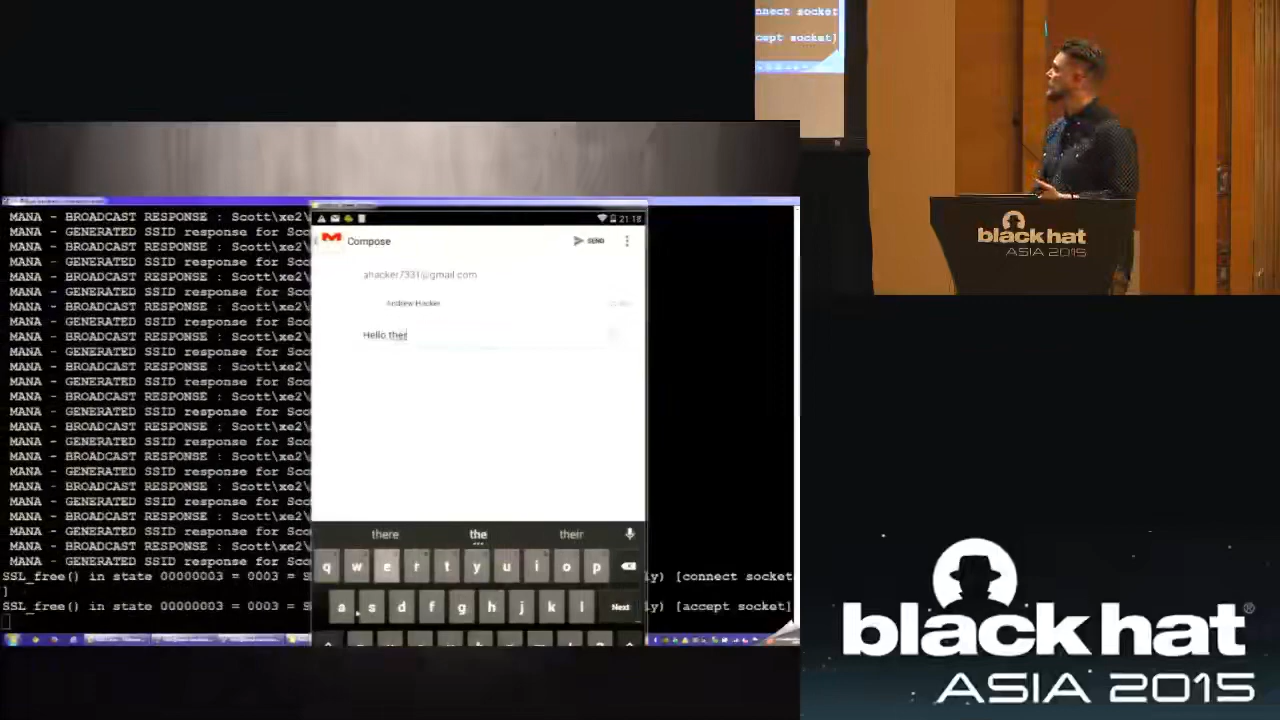 nnect socket
cept socket]
black hat
ASIA 2015
MANA - BROADCAST RESPONSE : Scott\xe2\
MANA - GENERATED SSID response for Sco
MANA - BROADCAST RESPONSE : Scott\xe2\
MANA - GENERATED SSID response for Sco
MANA - BROADCAST RESPONSE : Scott\xe2\
MANA - GENERATED SSID response for Sco
MANA - BROADCAST RESPONSE : Scott\xe2\
MANA - GENERATED SSID response for Sco
MANA - BROADCAST RESPONSE : Scott\xe2\
MANA - GENERATED SSID response for Sco
MANA - BROADCAST RESPONSE : Scott\xe2\
MANA - GENERATED SSID response for Sco
MANA - BROADCAST RESPONSE : Scott\xe2\
MANA - GENERATED SSID response for Sco
MANA - BROADCAST RESPONSE : Scott\xe2\
MANA - GENERATED SSID response for Sco
MANA - BROADCAST RESPONSE : Scott\xe2\
MANA - GENERATED SSID response for Sco
MANA - BROADCAST RESPONSE : Scott\xe2\
MANA - GENERATED SSID response for Sco
MANA - BROADCAST RESPONSE : Scott\xe2\
MANA - GENERATED SSID response for Sco
MANA - BROADCAST RESPONSE : Scott\xe2\
MANA - GENERATED SSID response for Sco
SSL_free() in state 00000003 = 0003 = S
ly) [connect socket
]
SSL_free() in state 00000003 = 0003 = S
ly) [accept socket]
21:18
Compose
SEND
ahacker7331@gmail.com
Andrew Hacker
Hello ther
there the their
q w e r t y u i o p
a s d f g h j k l Next
black hat®
ASIA 2015